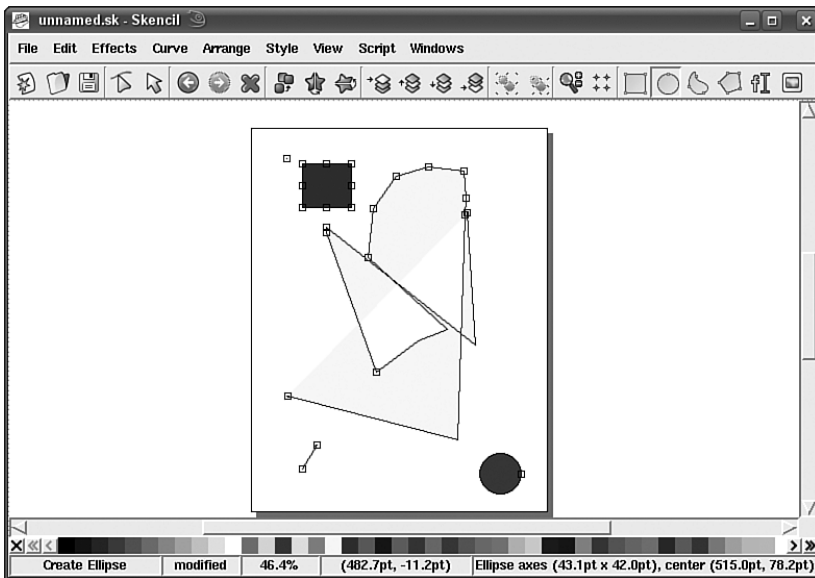 unnamed.sk - Skencil
File Edit Effects Curve Arrange Style View Script Windows
Create Ellipse modified 46.4% (482.7pt, -11.2pt) Ellipse axes (43.1pt x 42.0pt), center (515.0pt, 78.2pt)